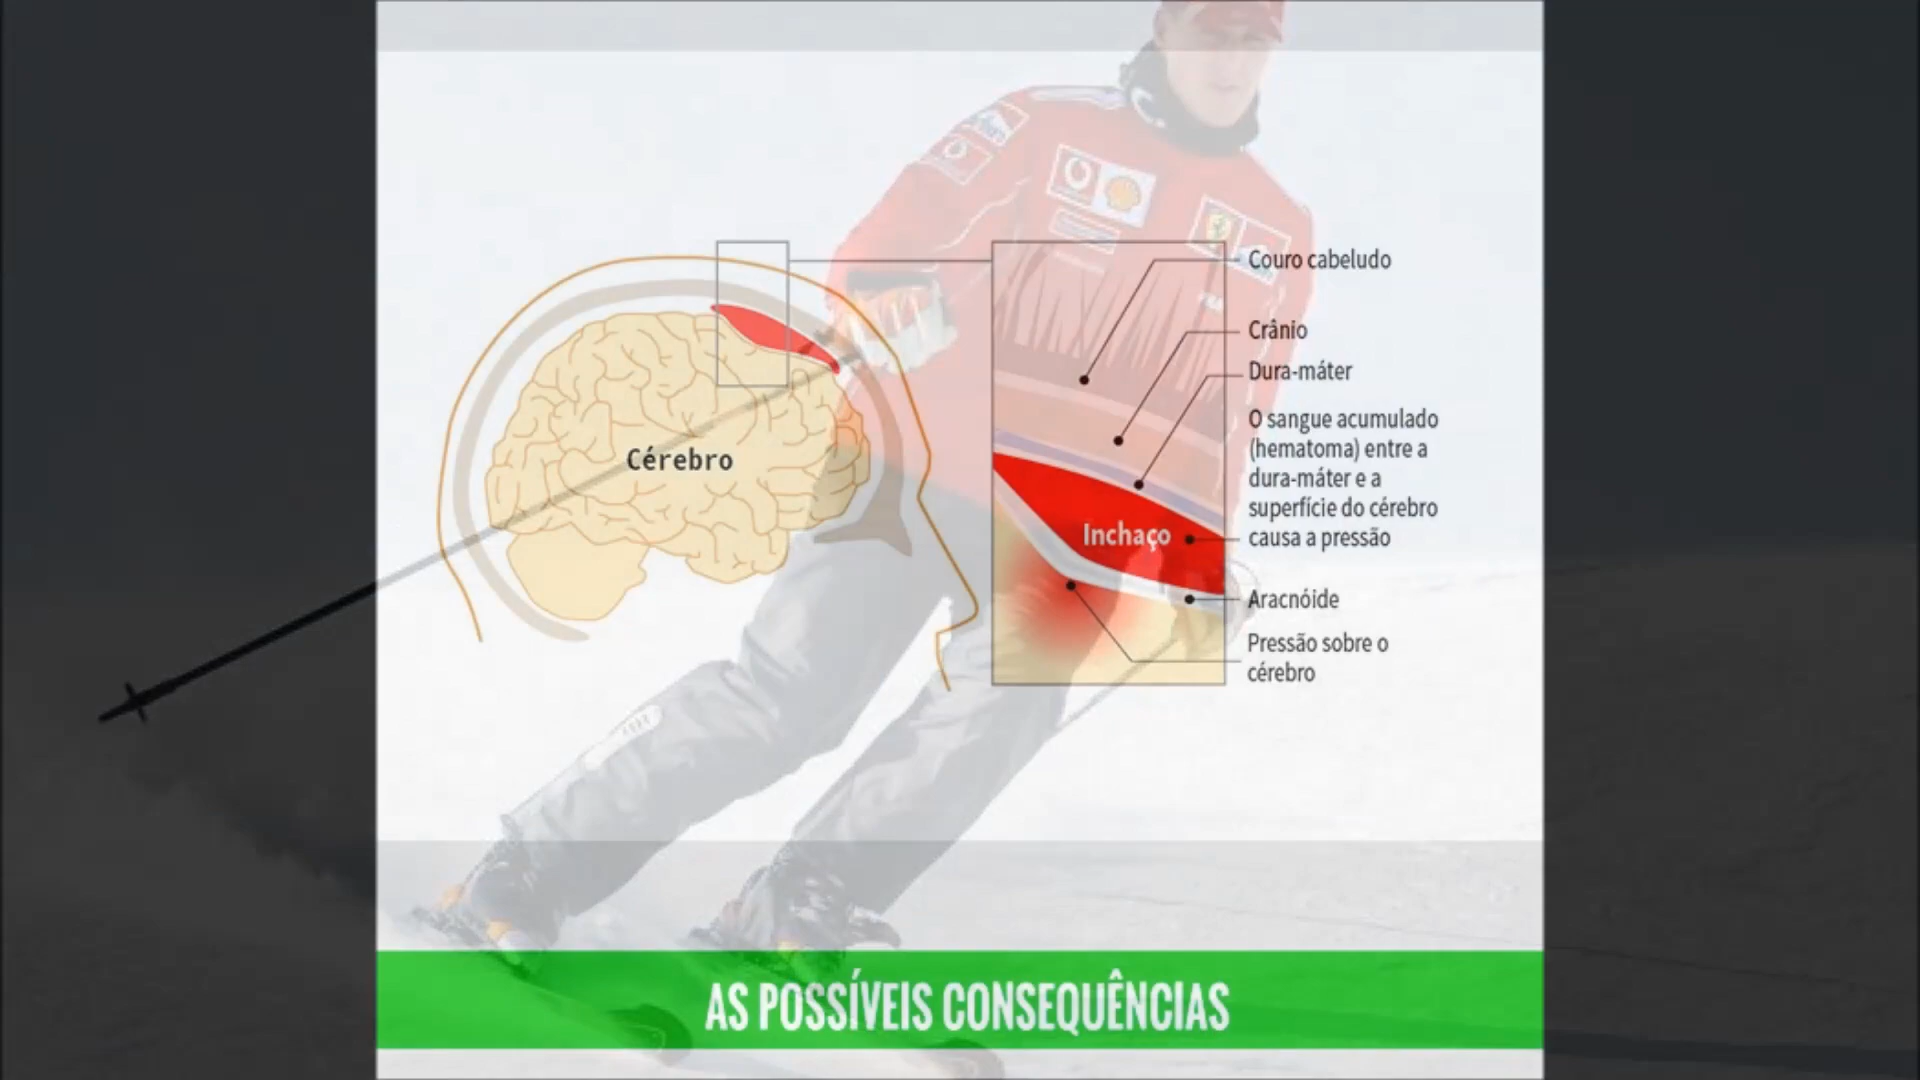 Couro cabeludo
Crânio
Dura-máter
O sangue acumulado
(hematoma) entre a
dura-máter e a
superfície do cérebro
causa a pressão
Cérebro
Inchaço
Aracnóide
Pressão sobre o
cérebro
AS POSSÍVEIS CONSEQUÊNCIAS